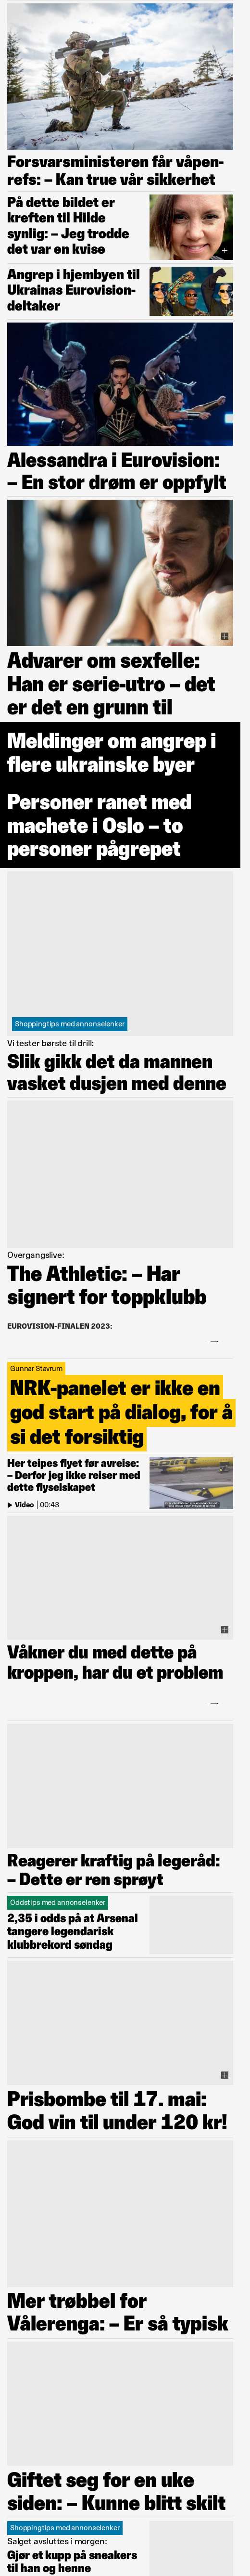 Forsvarsministeren får våpen-
refs: – Kan true vår sikkerhet
På dette bildet er
kreften til Hilde
synlig: – Jeg trodde
det var en kvise
Angrep i hjembyen til
Ukrainas Eurovision-
deltaker
Alessandra i Eurovision:
– En stor drøm er oppfylt
Advarer om sexfelle:
Han er serie-utro – det
er det en grunn til
Meldinger om angrep i
flere ukrainske byer
Personer ranet med
machete i Oslo – to
personer pågrepet
Shoppingtips med annonselenker
Vi tester børste til drill:
Slik gikk det da mannen
vasket dusjen med denne
Overgangslive:
The Athletic: – Har
signert for toppklubb
EUROVISION-FINALEN 2023:
Gunnar Stavrum
NRK-panelet er ikke en
god start på dialog, for å
si det forsiktig
Her teipes flyet før avreise:
– Derfor jeg ikke reiser med
dette flyselskapet
Video | 00:43
Våkner du med dette på
kroppen, har du et problem
Reagerer kraftig på legeråd:
– Dette er ren sprøyt
Oddstips med annonselenker
2,35 i odds på at Arsenal
tangere legendarisk
klubbrekord søndag
Prisbombe til 17. mai:
God vin til under 120 kr!
Mer trøbbel for
Vålerenga: – Er så typisk
Giftet seg for en uke
siden: – Kunne blitt skilt
Shoppingtips med annonselenker
Salget avsluttes i morgen:
Gjør et kupp på sneakers
til han og henne